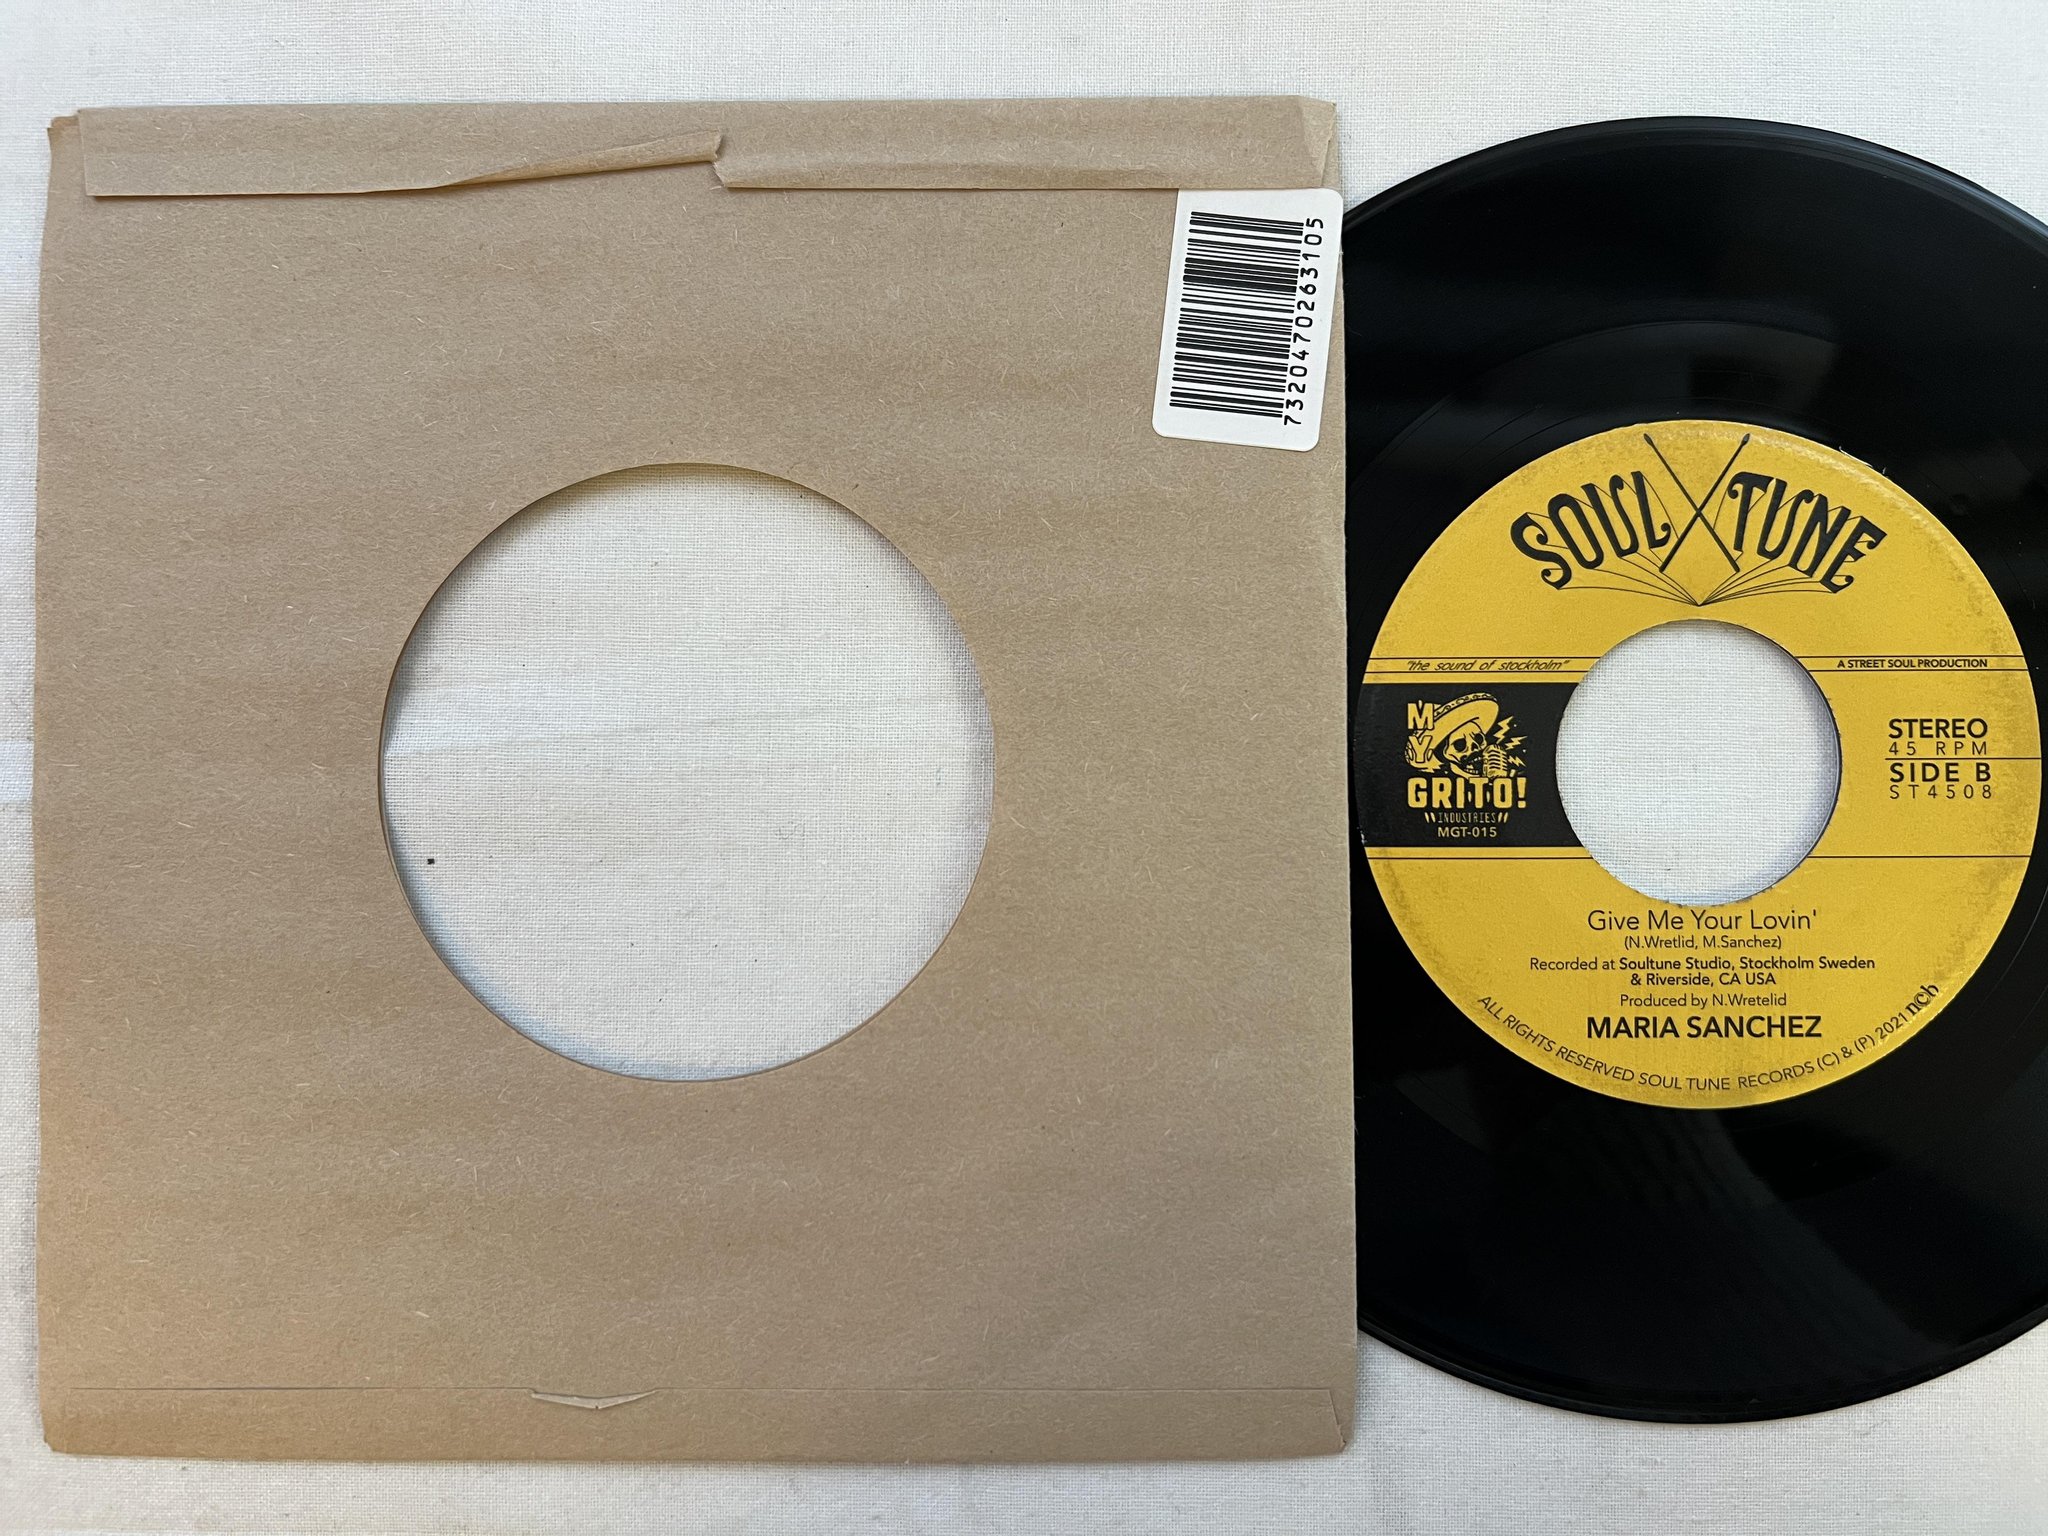 7320470263105
SOUL TUNE
"the sound of stockholm"
A STREET SOUL PRODUCTION
MY
GRITO!
INDUSTRIES
MGT-015
STEREO
45 RPM
SIDE B
ST4508
Give Me Your Lovin'
(N.Wretlid, M.Sanchez)
Recorded at Soultune Studio, Stockholm Sweden
& Riverside, CA USA
Produced by N.Wretelid
MARIA SANCHEZ
ALL RIGHTS RESERVED SOUL TUNE RECORDS (C) & (P) 2021 ncb